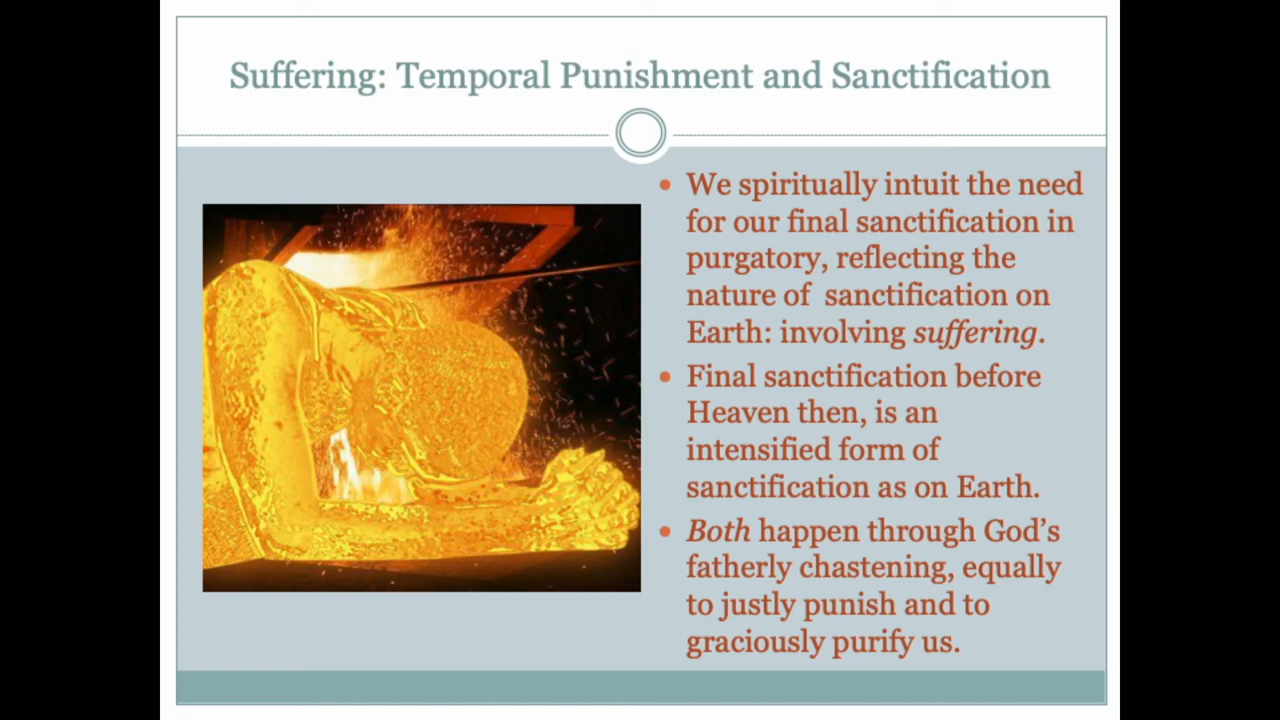 Suffering: Temporal Punishment and Sanctification
• We spiritually intuit the need
for our final sanctification in
purgatory, reflecting the
nature of  sanctification on
Earth: involving suffering.
• Final sanctification before
Heaven then, is an
intensified form of
sanctification as on Earth.
• Both happen through God’s
fatherly chastening, equally
to justly punish and to
graciously purify us.